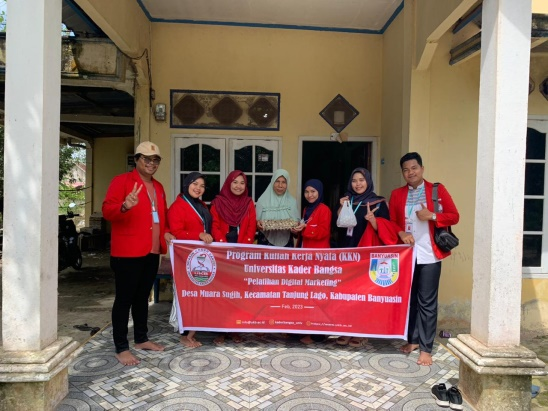 Program Kuliah Kerja Nyata (KKN)
Universitas Kader Bangsa
"Pelatihan Digital Marketing"
Desa Muara Sugih, Kecamatan Tanjung Lago, Kabupaten Banyuasin
Feb, 2023
BANYUASIN